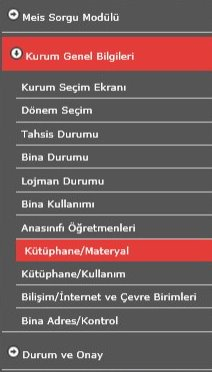 Meis Sorgu Modülü
Kurum Genel Bilgileri
Kurum Seçim Ekranı
Dönem Seçim
Tahsis Durumu
Bina Durumu
Lojman Durumu
Bina Kullanımı
Anasınıfı Öğretmenleri
Kütüphane/Materyal
Kütüphane/Kullanım
Bilişim/İnternet ve Çevre Birimleri
Bina Adres/Kontrol
Durum ve Onay